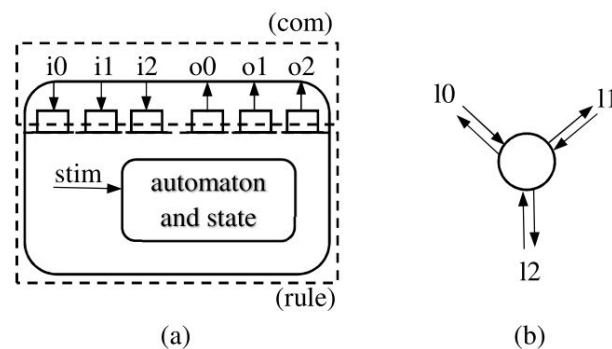 (com)
i0 i1 i2 o0 o1 o2
stim
automaton
and state
(rule)
(a)
l0
l1
l2
(b)